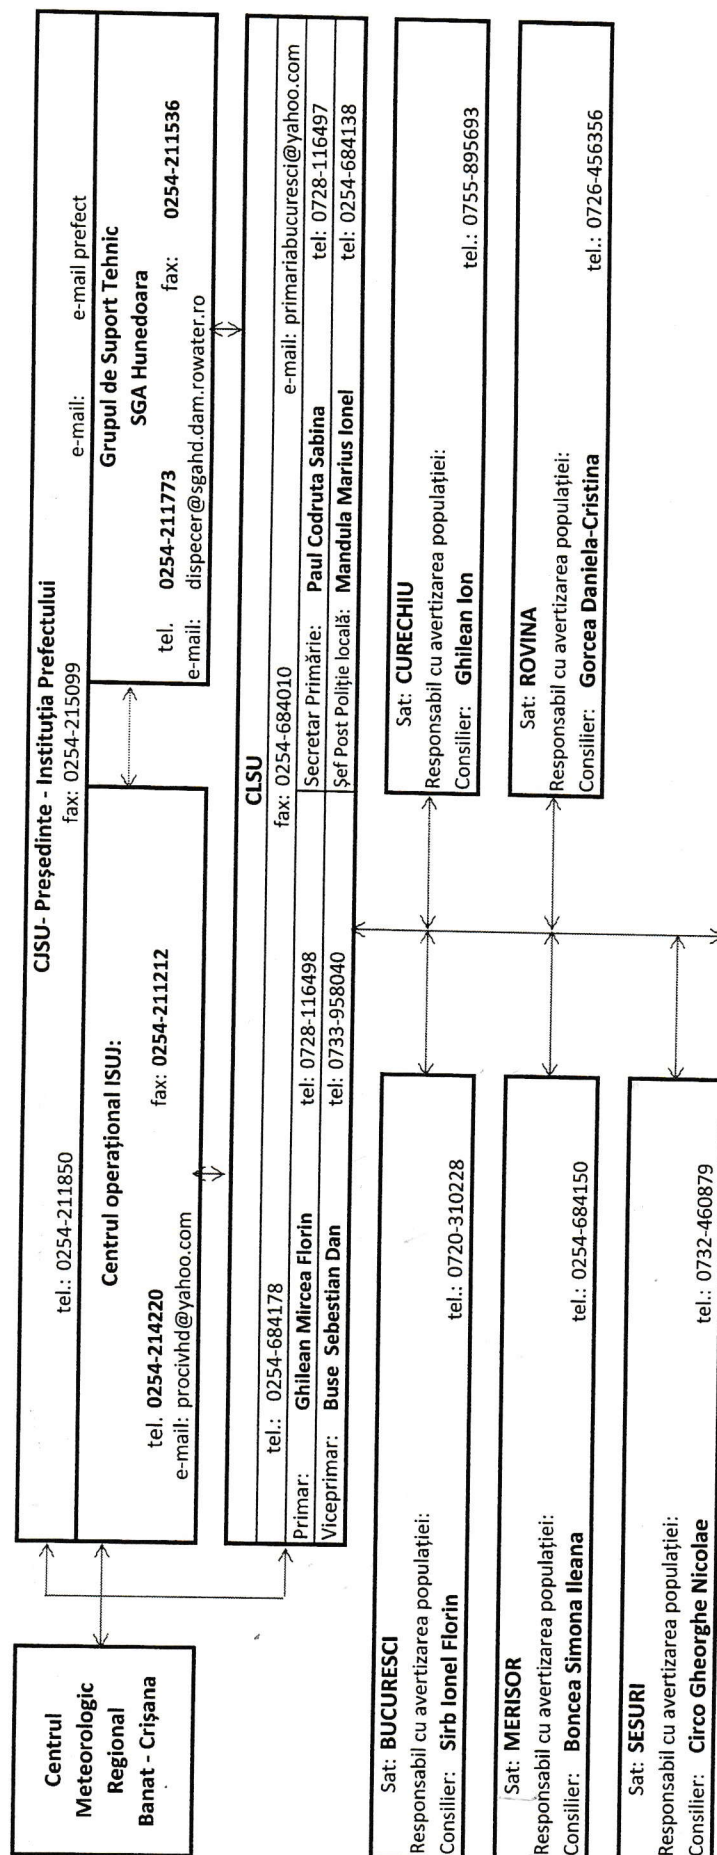 Centrul
Meteorologic
Regional
Banat - Crișana
CJSU- Președinte - Instituția Prefectului
tel.: 0254-211850 fax: 0254-215099 e-mail: e-mail prefect
Centrul operațional ISUJ:
tel. 0254-214220 fax: 0254-211212
e-mail: procivhd@yahoo.com
Grupul de Suport Tehnic
SGA Hunedoara
tel. 0254-211773 fax: 0254-211536
e-mail: dispecer@sgahd.dam.rowater.ro
CLSU
tel.: 0254-684178 fax: 0254-684010 e-mail: primariabucuresci@yahoo.com
Primar: Ghilean Mircea Florin tel: 0728-116498 Secretar Primărie: Paul Codruta Sabina tel: 0728-116497
Viceprimar: Buse Sebestian Dan tel: 0733-958040 Șef Post Poliție locală: Mandula Marius Ionel tel: 0254-684138
Sat: BUCURESCI
Responsabil cu avertizarea populației:
Consilier: Sirb Ionel Florin tel.: 0720-310228
Sat: CURECHIU
Responsabil cu avertizarea populației:
Consilier: Ghilean Ion tel.: 0755-895693
Sat: MERISOR
Responsabil cu avertizarea populației:
Consilier: Boncea Simona Ileana tel.: 0254-684150
Sat: ROVINA
Responsabil cu avertizarea populației:
Consilier: Gorcea Daniela-Cristina tel.: 0726-456356
Sat: SESURI
Responsabil cu avertizarea populației:
Consilier: Circo Gheorghe Nicolae tel.: 0732-460879